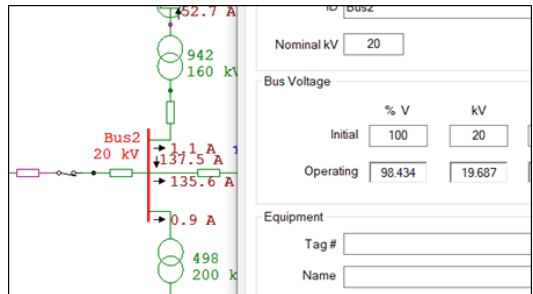 52.7 A
942
160 kV
Bus2
20 kV
1.1 A
137.5 A
135.6 A
0.9 A
498
200 k
ID Bus2
Nominal kV 20
Bus Voltage
% V kV
Initial 100 20
Operating 98.434 19.687
Equipment
Tag #
Name